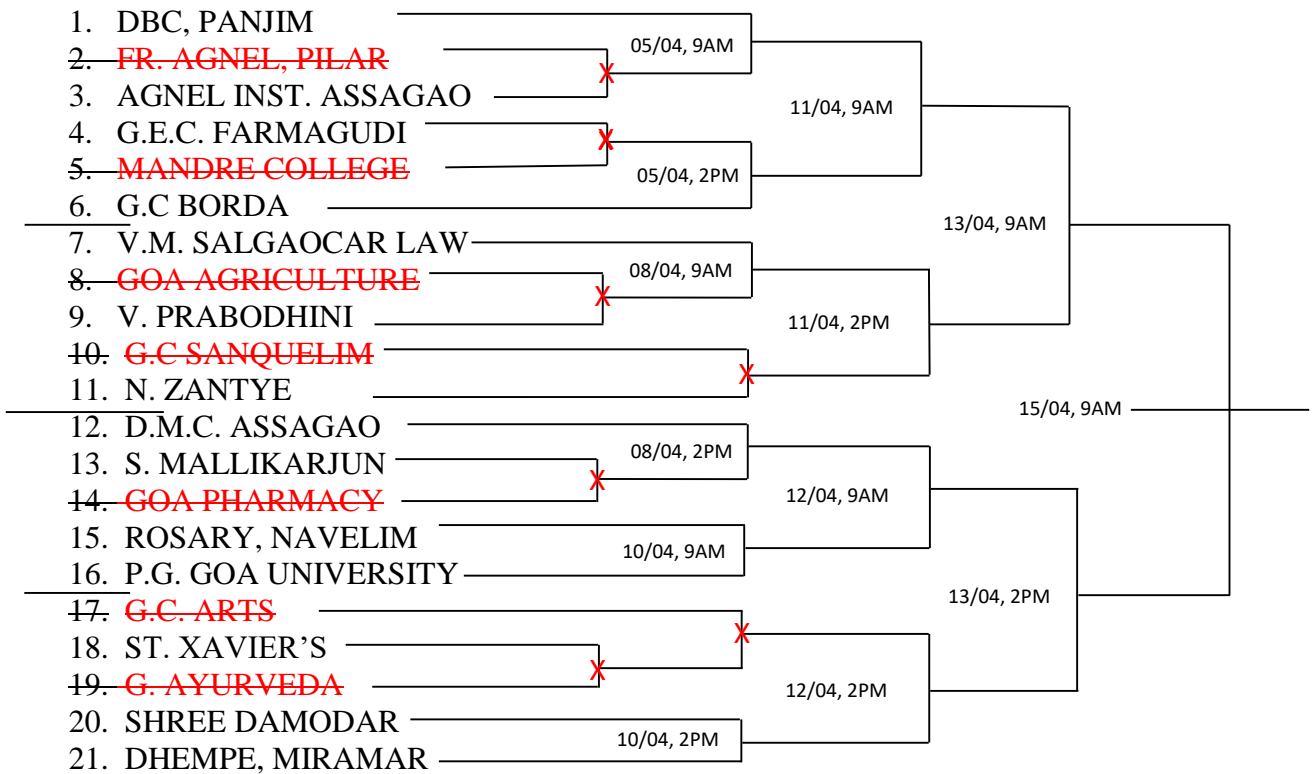 1. DBC, PANJIM
2. FR. AGNEL, PILAR
3. AGNEL INST. ASSAGAO
4. G.E.C. FARMAGUDI
5. MANDRE COLLEGE
6. G.C BORDA
7. V.M. SALGAOCAR LAW
8. GOA AGRICULTURE
9. V. PRABODHINI
10. G.C SANQUELIM
11. N. ZANTYE
12. D.M.C. ASSAGAO
13. S. MALLIKARJUN
14. GOA PHARMACY
15. ROSARY, NAVELIM
16. P.G. GOA UNIVERSITY
17. G.C. ARTS
18. ST. XAVIER’S
19. G. AYURVEDA
20. SHREE DAMODAR
21. DHEMPE, MIRAMAR
X
X
X
X
X
X
X
05/04, 9AM
05/04, 2PM
08/04, 9AM
08/04, 2PM
10/04, 9AM
10/04, 2PM
11/04, 9AM
11/04, 2PM
12/04, 9AM
12/04, 2PM
13/04, 9AM
13/04, 2PM
15/04, 9AM